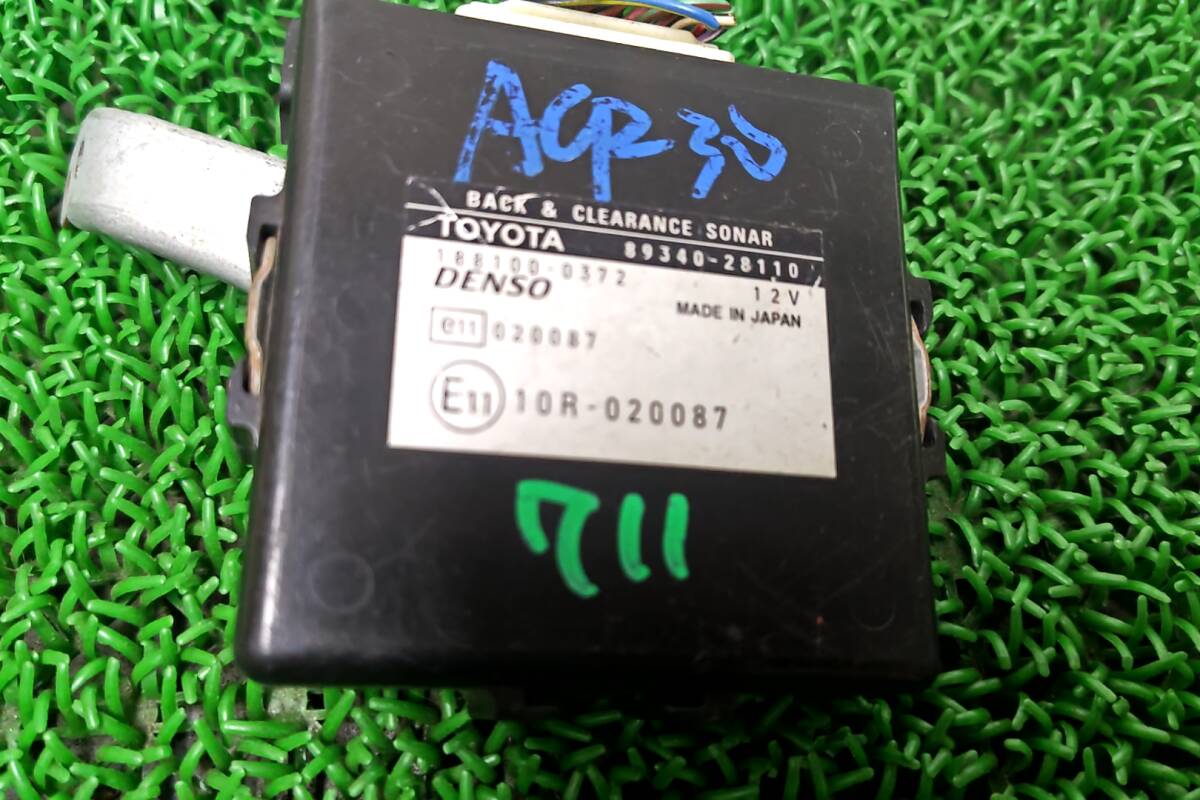 ACR30
BACK & CLEARANCE SONAR
TOYOTA 89340-28110
188100-0372 12V
DENSO MADE IN JAPAN
e11 020087
E11 10R-020087
711